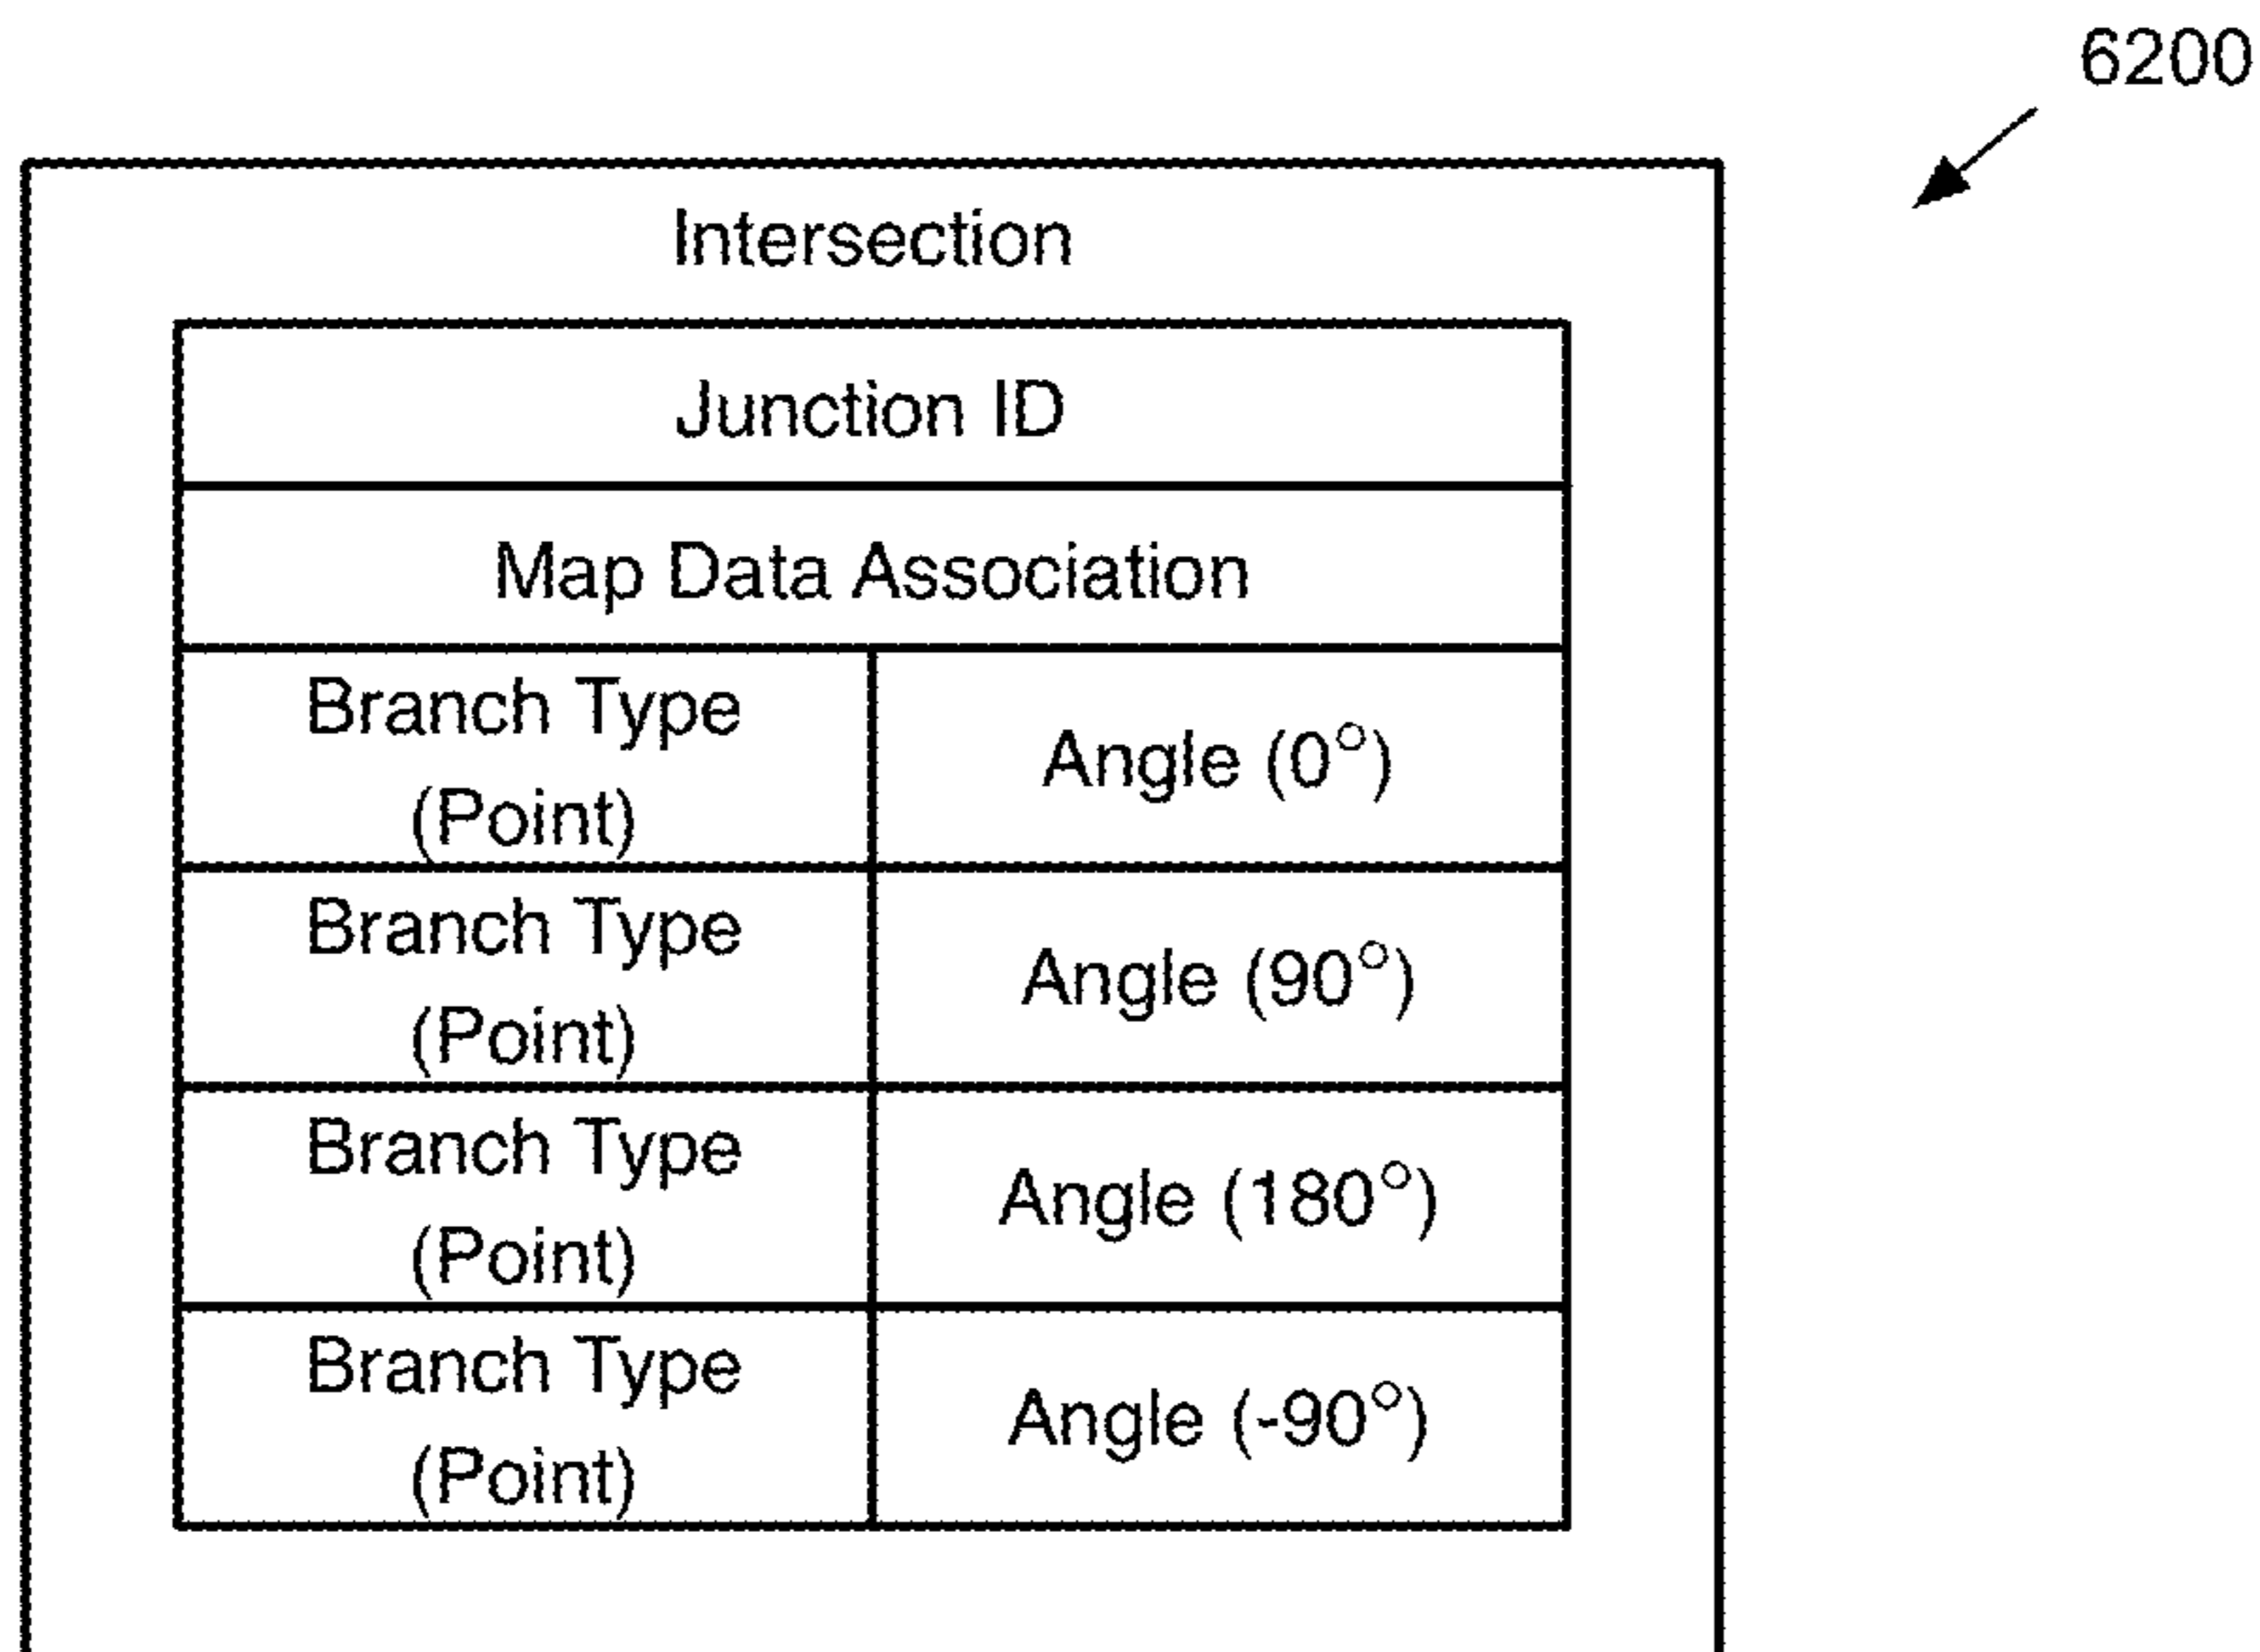 6200
Intersection
Junction ID
Map Data Association
Branch Type
(Point)
Angle (0°)
Branch Type
(Point)
Angle (90°)
Branch Type
(Point)
Angle (180°)
Branch Type
(Point)
Angle (-90°)